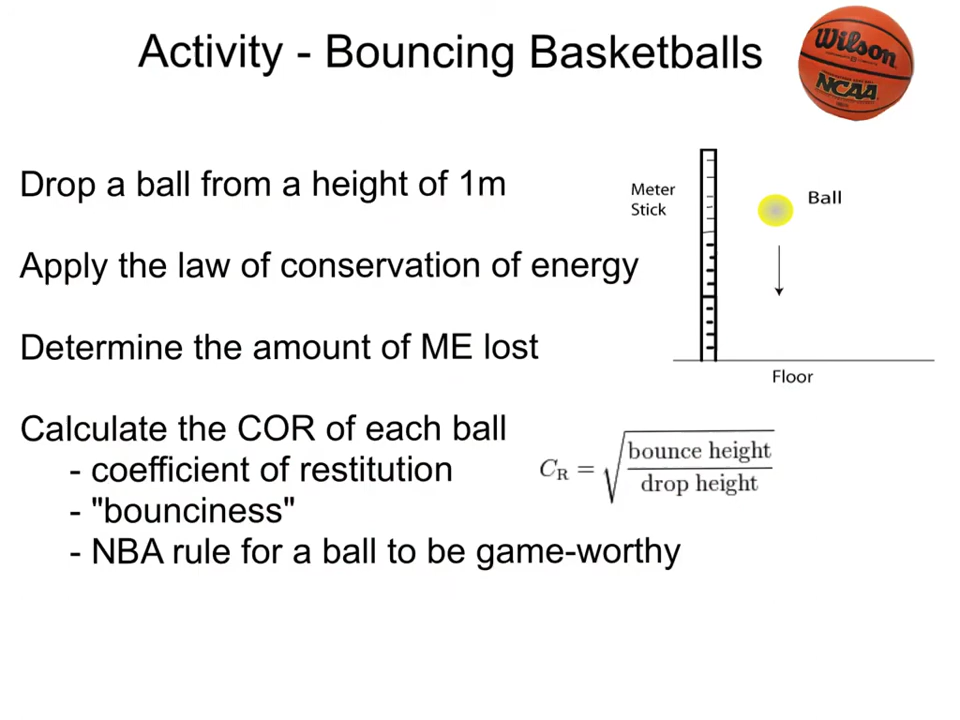 Activity - Bouncing Basketballs
Wilson
NCAA
Drop a ball from a height of 1m
Meter
Stick
Ball
Apply the law of conservation of energy
Determine the amount of ME lost
Floor
Calculate the COR of each ball
- coefficient of restitution
C_R = √(bounce height / drop height)
- "bounciness"
- NBA rule for a ball to be game-worthy